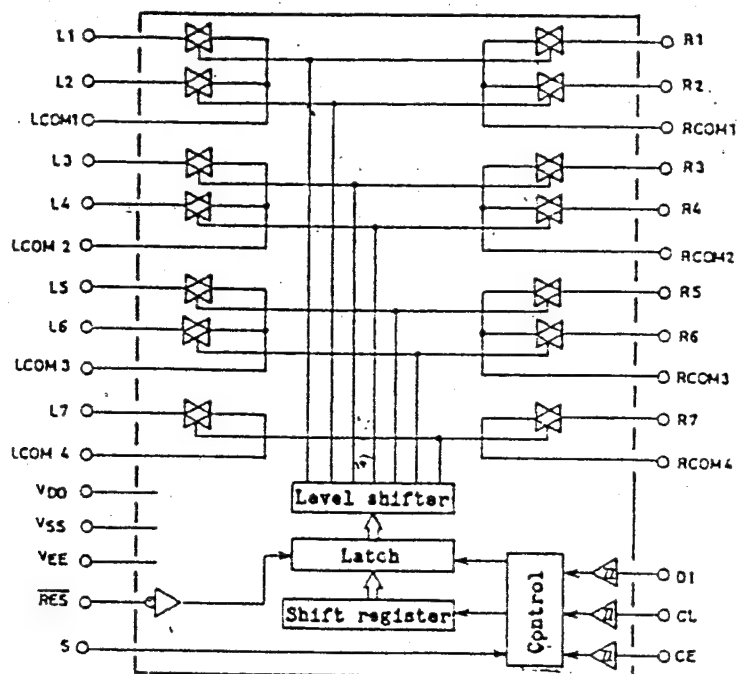 L1
R1
L2
R2
LCOM1
RCOM1
L3
R3
L4
R4
LCOM 2
RCOM2
L5
R5
L6
R6
LCOM 3
RCOM3
L7
R7
LCOM 4
RCOM4
VDD
Level shifter
VSS
VEE
Latch
DI
RES
Shift register
Control
CL
S
CE